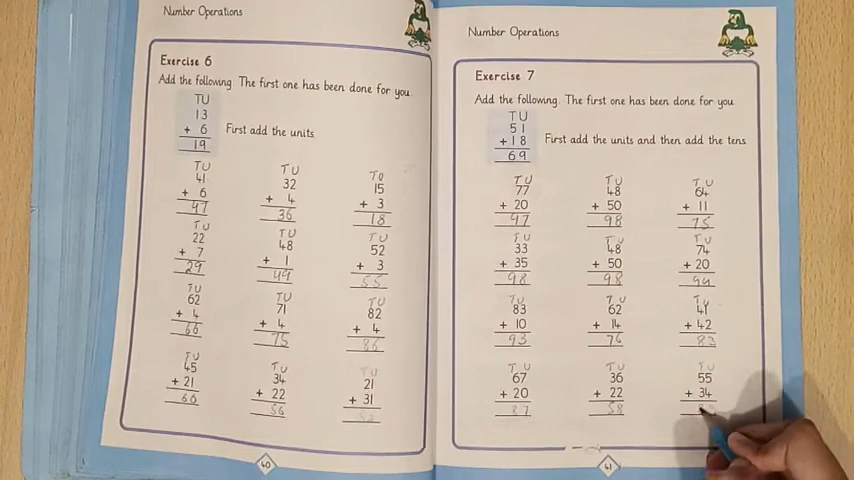 Number Operations
Exercise 6
Add the following The first one has been done for you.
TU
13
+ 6
19
First add the units
TU
41
+ 6
47
TU
32
+ 4
36
TU
15
+ 3
18
TU
22
+ 7
29
TU
48
+ 1
49
TU
52
+ 3
55
TU
62
+ 4
66
TU
71
+ 4
75
TU
82
+ 4
86
TU
45
+ 21
66
TU
34
+ 22
56
TU
21
+ 31
52
40
Number Operations
Exercise 7
Add the following. The first one has been done for you
TU
51
+18
69
First add the units and then add the tens
TU
77
+ 20
97
TU
48
+ 50
98
TU
64
+ 11
75
TU
33
+ 35
98
TU
48
+ 50
98
TU
74
+ 20
94
TU
83
+ 10
93
TU
62
+ 14
76
TU
41
+ 42
83
TU
67
+ 20
87
TU
36
+ 22
58
TU
55
+ 34
41